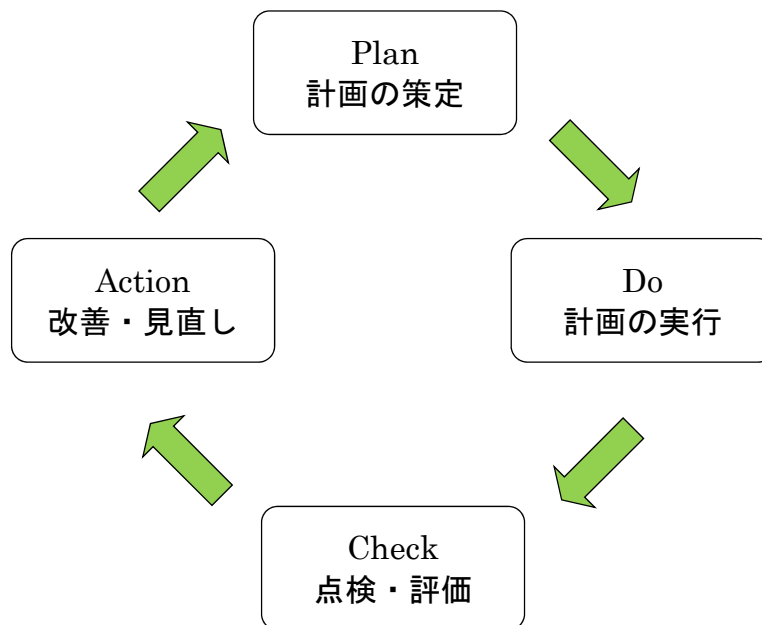 Plan
計画の策定
Do
計画の実行
Check
点検・評価
Action
改善・見直し